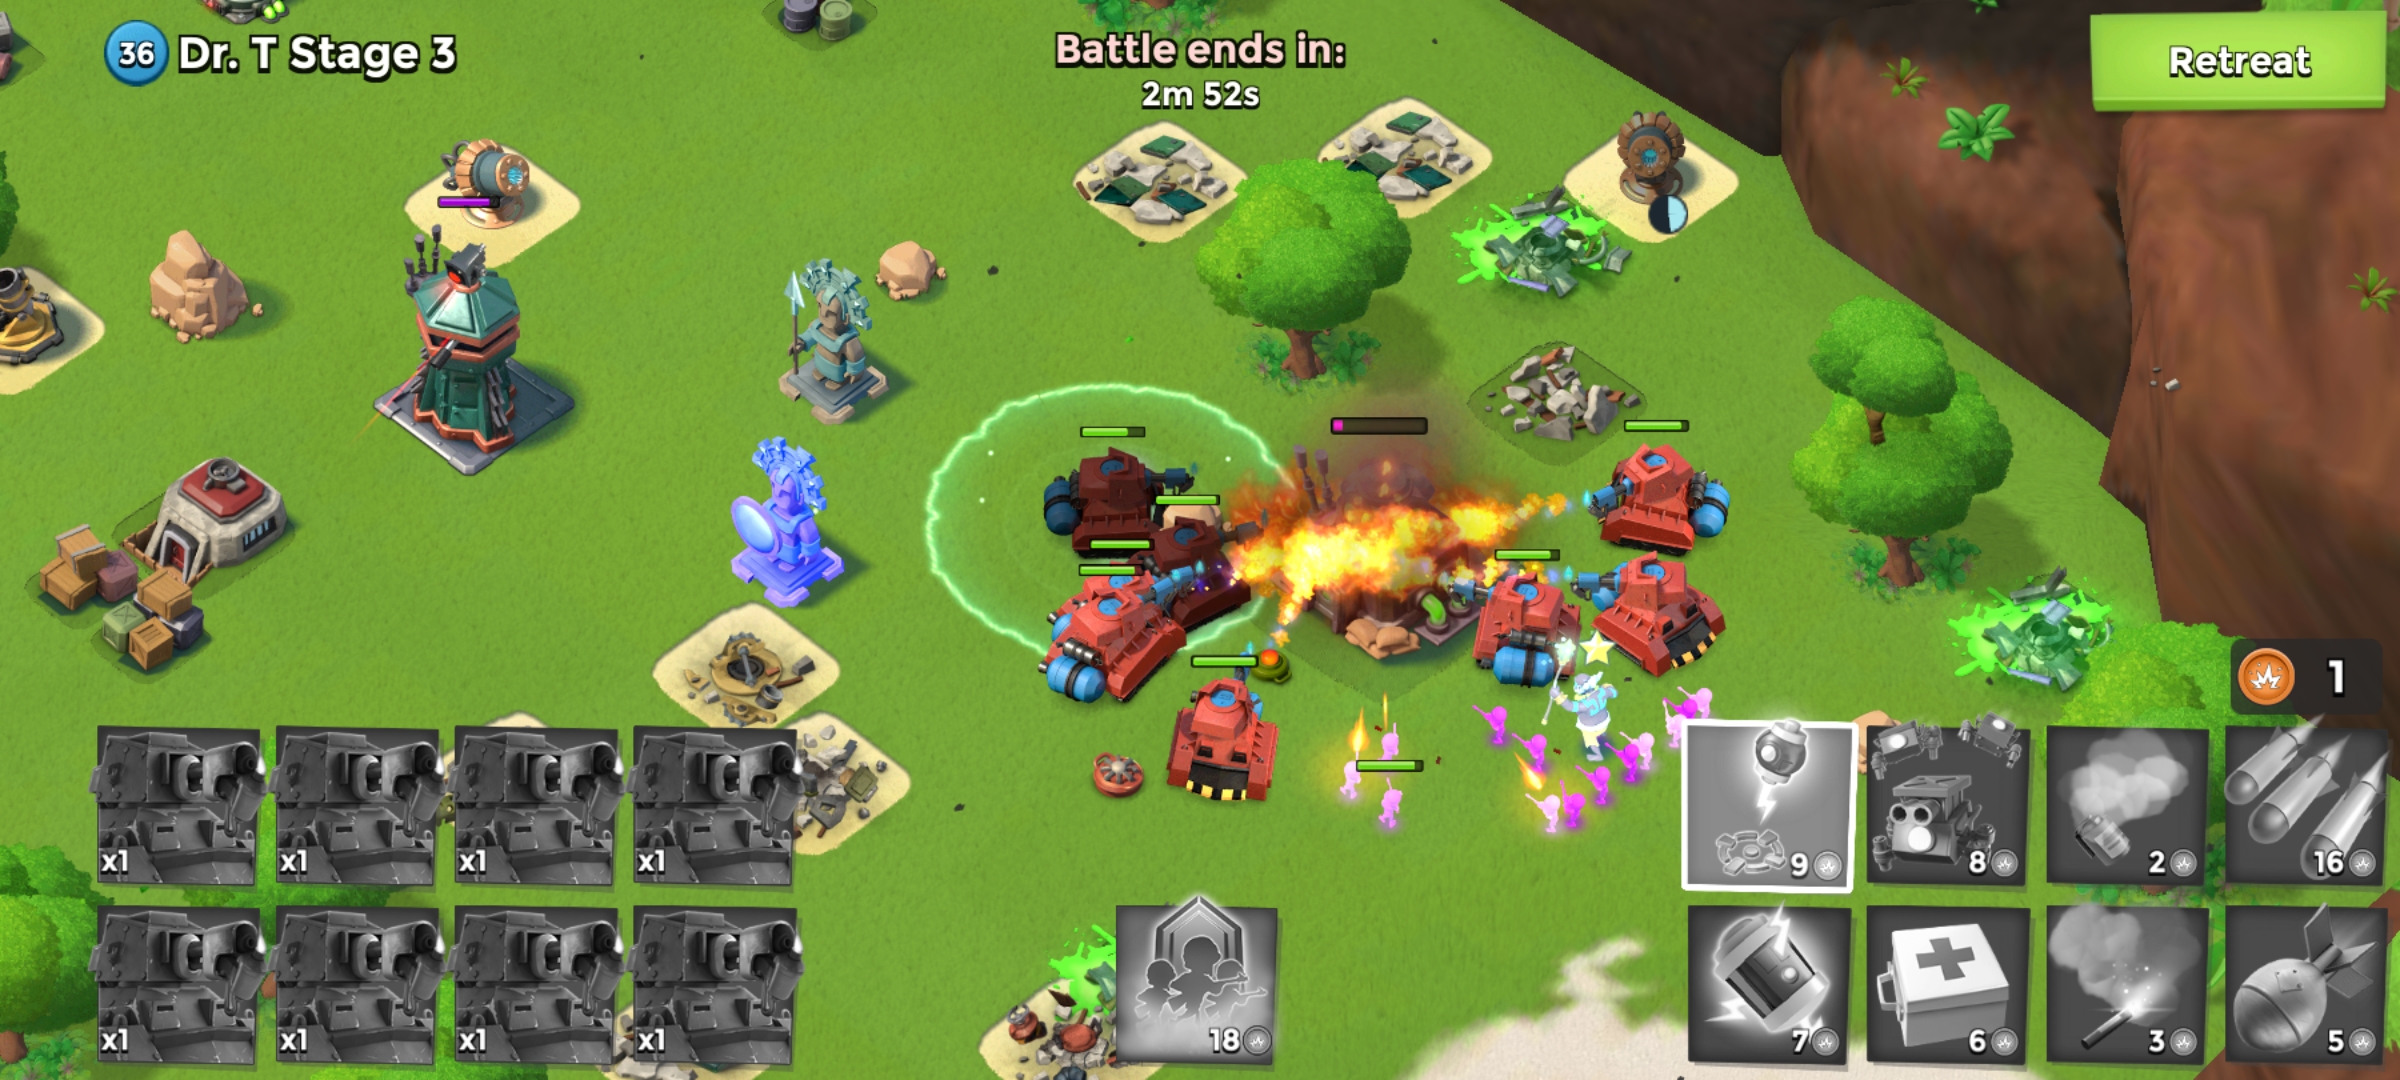 36 Dr. T Stage 3
Battle ends in:
2m 52s
Retreat
1
x1 x1 x1 x1
9 8 2 16
x1 x1 x1 x1
18
7 6 3 5